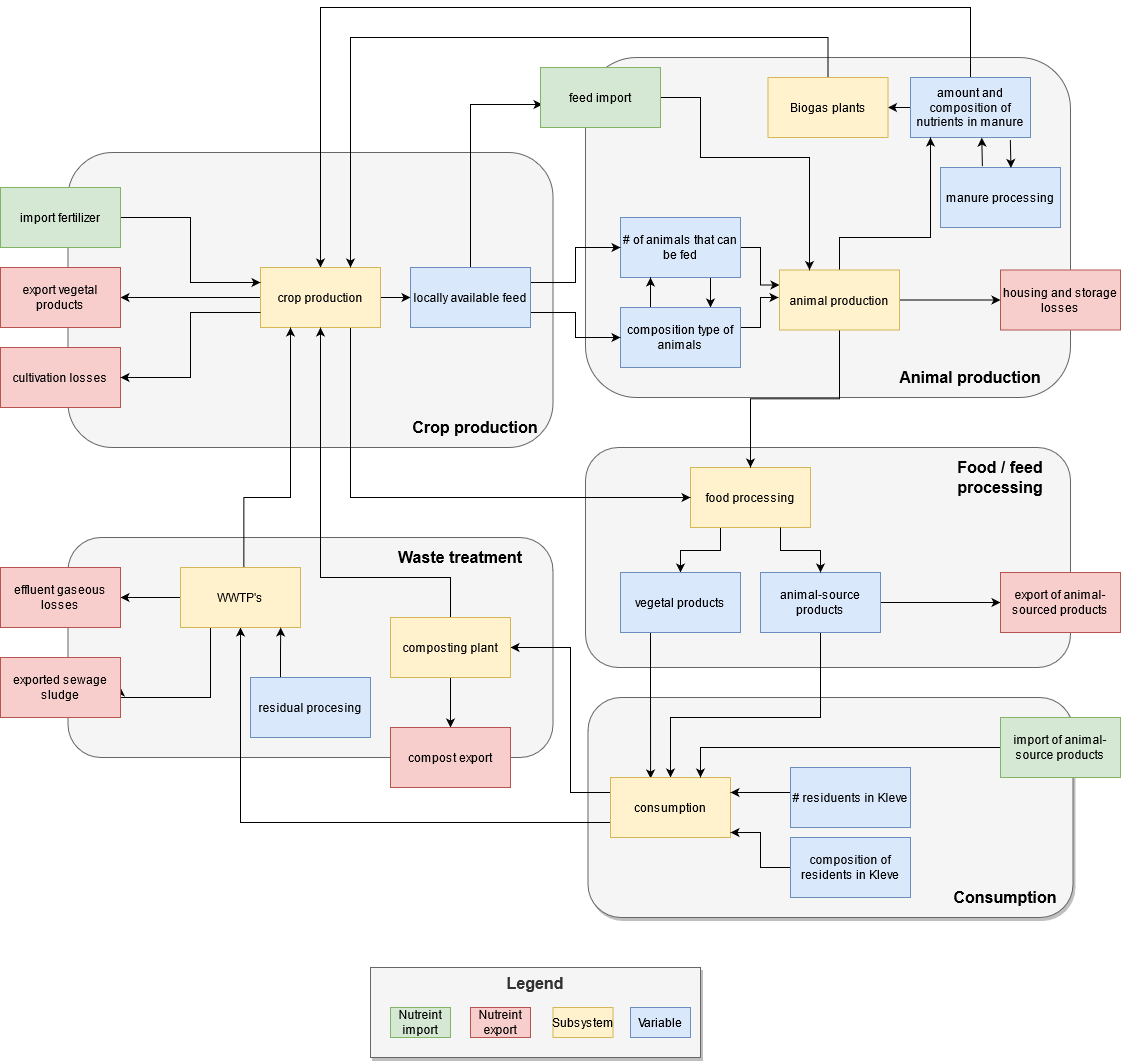 feed import
Biogas plants
amount and
composition of
nutrients in manure
manure processing
import fertilizer
# of animals that can
be fed
export vegetal
products
crop production
locally available feed
animal production
housing and storage
losses
composition type of
animals
cultivation losses
Animal production
Crop production
Food / feed
processing
food processing
Waste treatment
effluent gaseous
losses
WWTP's
vegetal products
animal-source
products
export of animal-
sourced products
composting plant
exported sewage
sludge
residual procesing
compost export
import of animal-
source products
consumption
# residuents in Kleve
composition of
residents in Kleve
Consumption
Legend
Nutreint
import
Nutreint
export
Subsystem
Variable